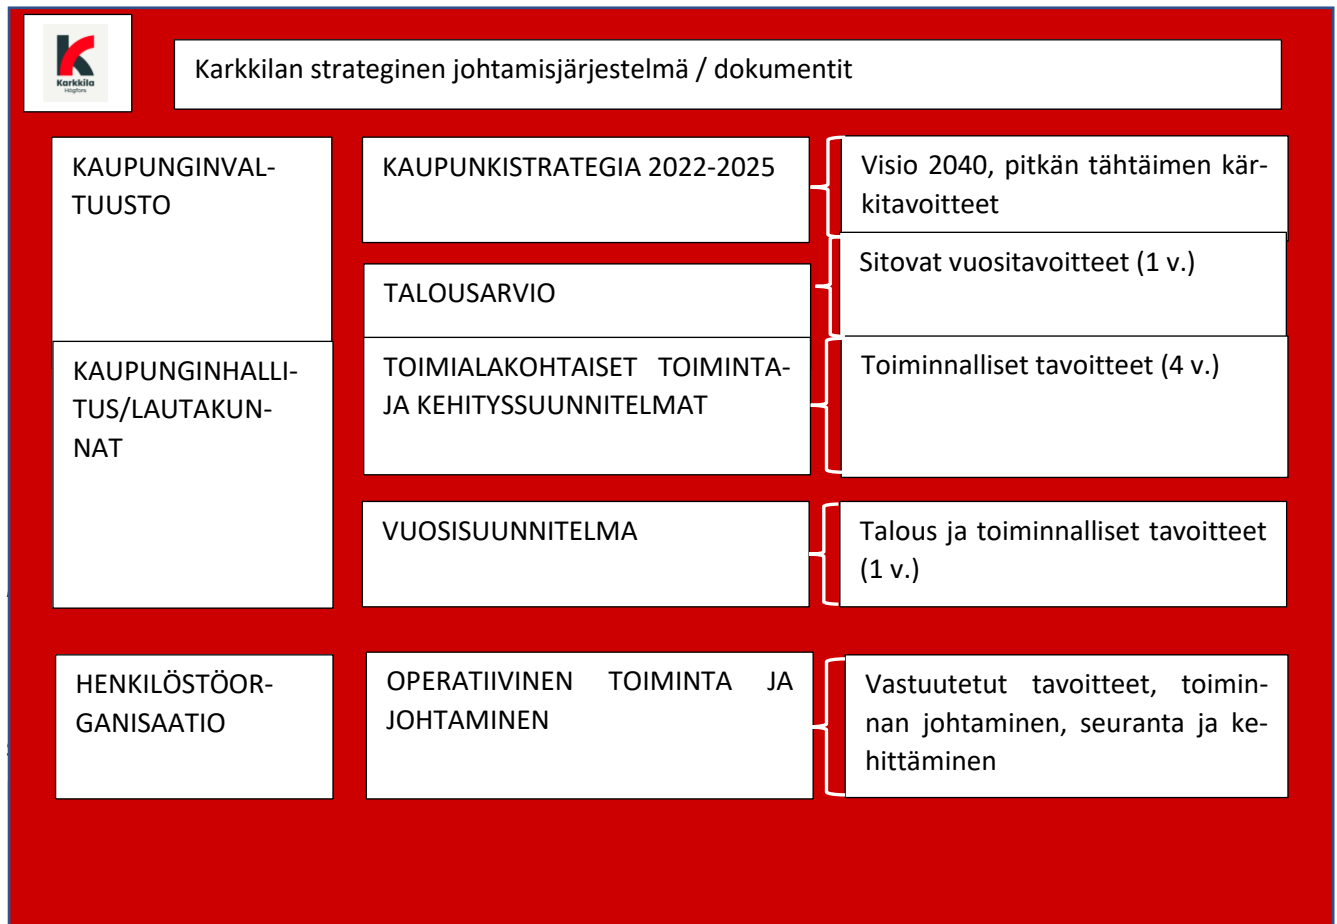 Karkkila
Högfors
Karkkilan strateginen johtamisjärjestelmä / dokumentit
KAUPUNGINVAL-
TUUSTO
KAUPUNKISTRATEGIA 2022-2025
Visio 2040, pitkän tähtäimen kär-
kitavoitteet
TALOUSARVIO
Sitovat vuositavoitteet (1 v.)
KAUPUNGINHALLI-
TUS/LAUTAKUN-
NAT
TOIMIALAKOHTAISET TOIMINTA-
JA KEHITYSSUUNNITELMAT
Toiminnalliset tavoitteet (4 v.)
VUOSISUUNNITELMA
Talous ja toiminnalliset tavoitteet
(1 v.)
HENKILÖSTÖOR-
GANISAATIO
OPERATIIVINEN TOIMINTA JA
JOHTAMINEN
Vastuutetut tavoitteet, toimin-
nan johtaminen, seuranta ja ke-
hittäminen